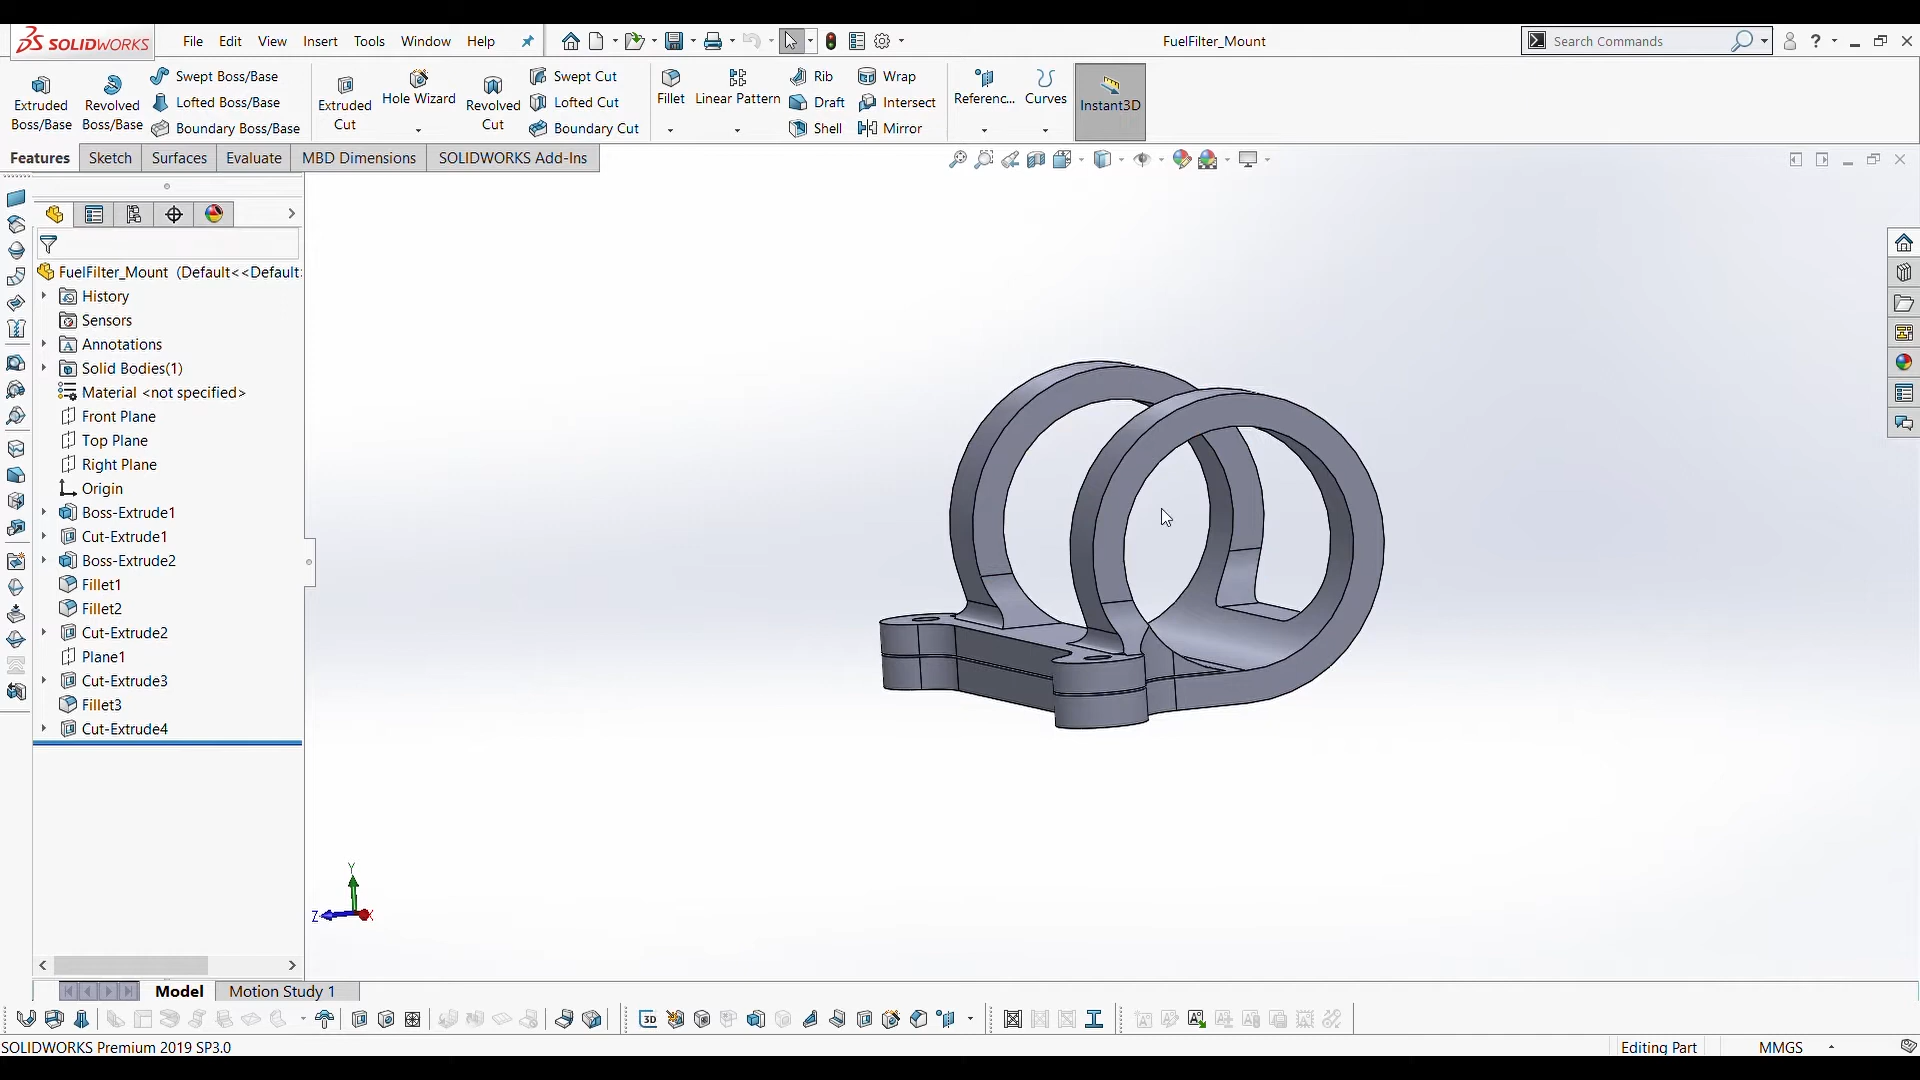 SOLIDWORKS File Edit View Insert Tools Window Help FuelFilter_Mount Search Commands
Extruded Boss/Base
Revolved Boss/Base
Swept Boss/Base
Lofted Boss/Base
Boundary Boss/Base
Extruded Cut
Hole Wizard
Revolved Cut
Swept Cut
Lofted Cut
Boundary Cut
Fillet
Linear Pattern
Rib
Draft
Shell
Wrap
Intersect
Mirror
Referenc...
Curves
Instant3D
Features Sketch Surfaces Evaluate MBD Dimensions SOLIDWORKS Add-Ins
FuelFilter_Mount (Default<<Default
History
Sensors
Annotations
Solid Bodies(1)
Material <not specified>
Front Plane
Top Plane
Right Plane
Origin
Boss-Extrude1
Cut-Extrude1
Boss-Extrude2
Fillet1
Fillet2
Cut-Extrude2
Plane1
Cut-Extrude3
Fillet3
Cut-Extrude4
Y
Z X
Model Motion Study 1
3D
SOLIDWORKS Premium 2019 SP3.0 Editing Part MMGS